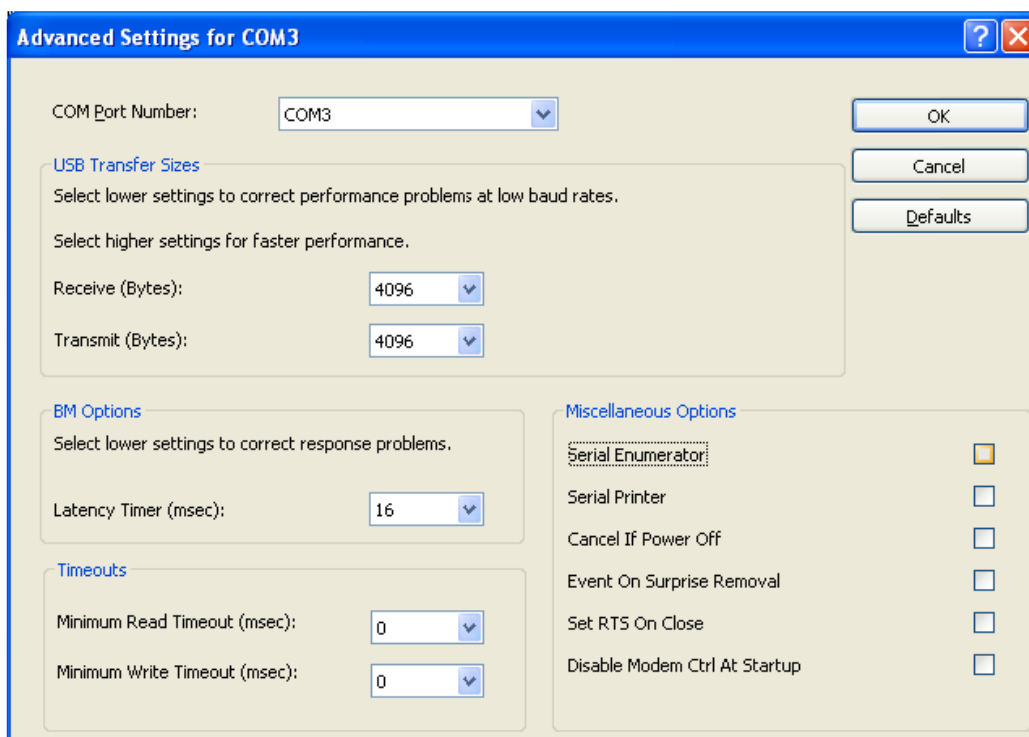 Advanced Settings for COM3
COM Port Number: COM3
OK
USB Transfer Sizes
Cancel
Select lower settings to correct performance problems at low baud rates.
Defaults
Select higher settings for faster performance.
Receive (Bytes): 4096
Transmit (Bytes): 4096
BM Options
Select lower settings to correct response problems.
Latency Timer (msec): 16
Timeouts
Minimum Read Timeout (msec): 0
Minimum Write Timeout (msec): 0
Miscellaneous Options
Serial Enumerator
Serial Printer
Cancel If Power Off
Event On Surprise Removal
Set RTS On Close
Disable Modem Ctrl At Startup